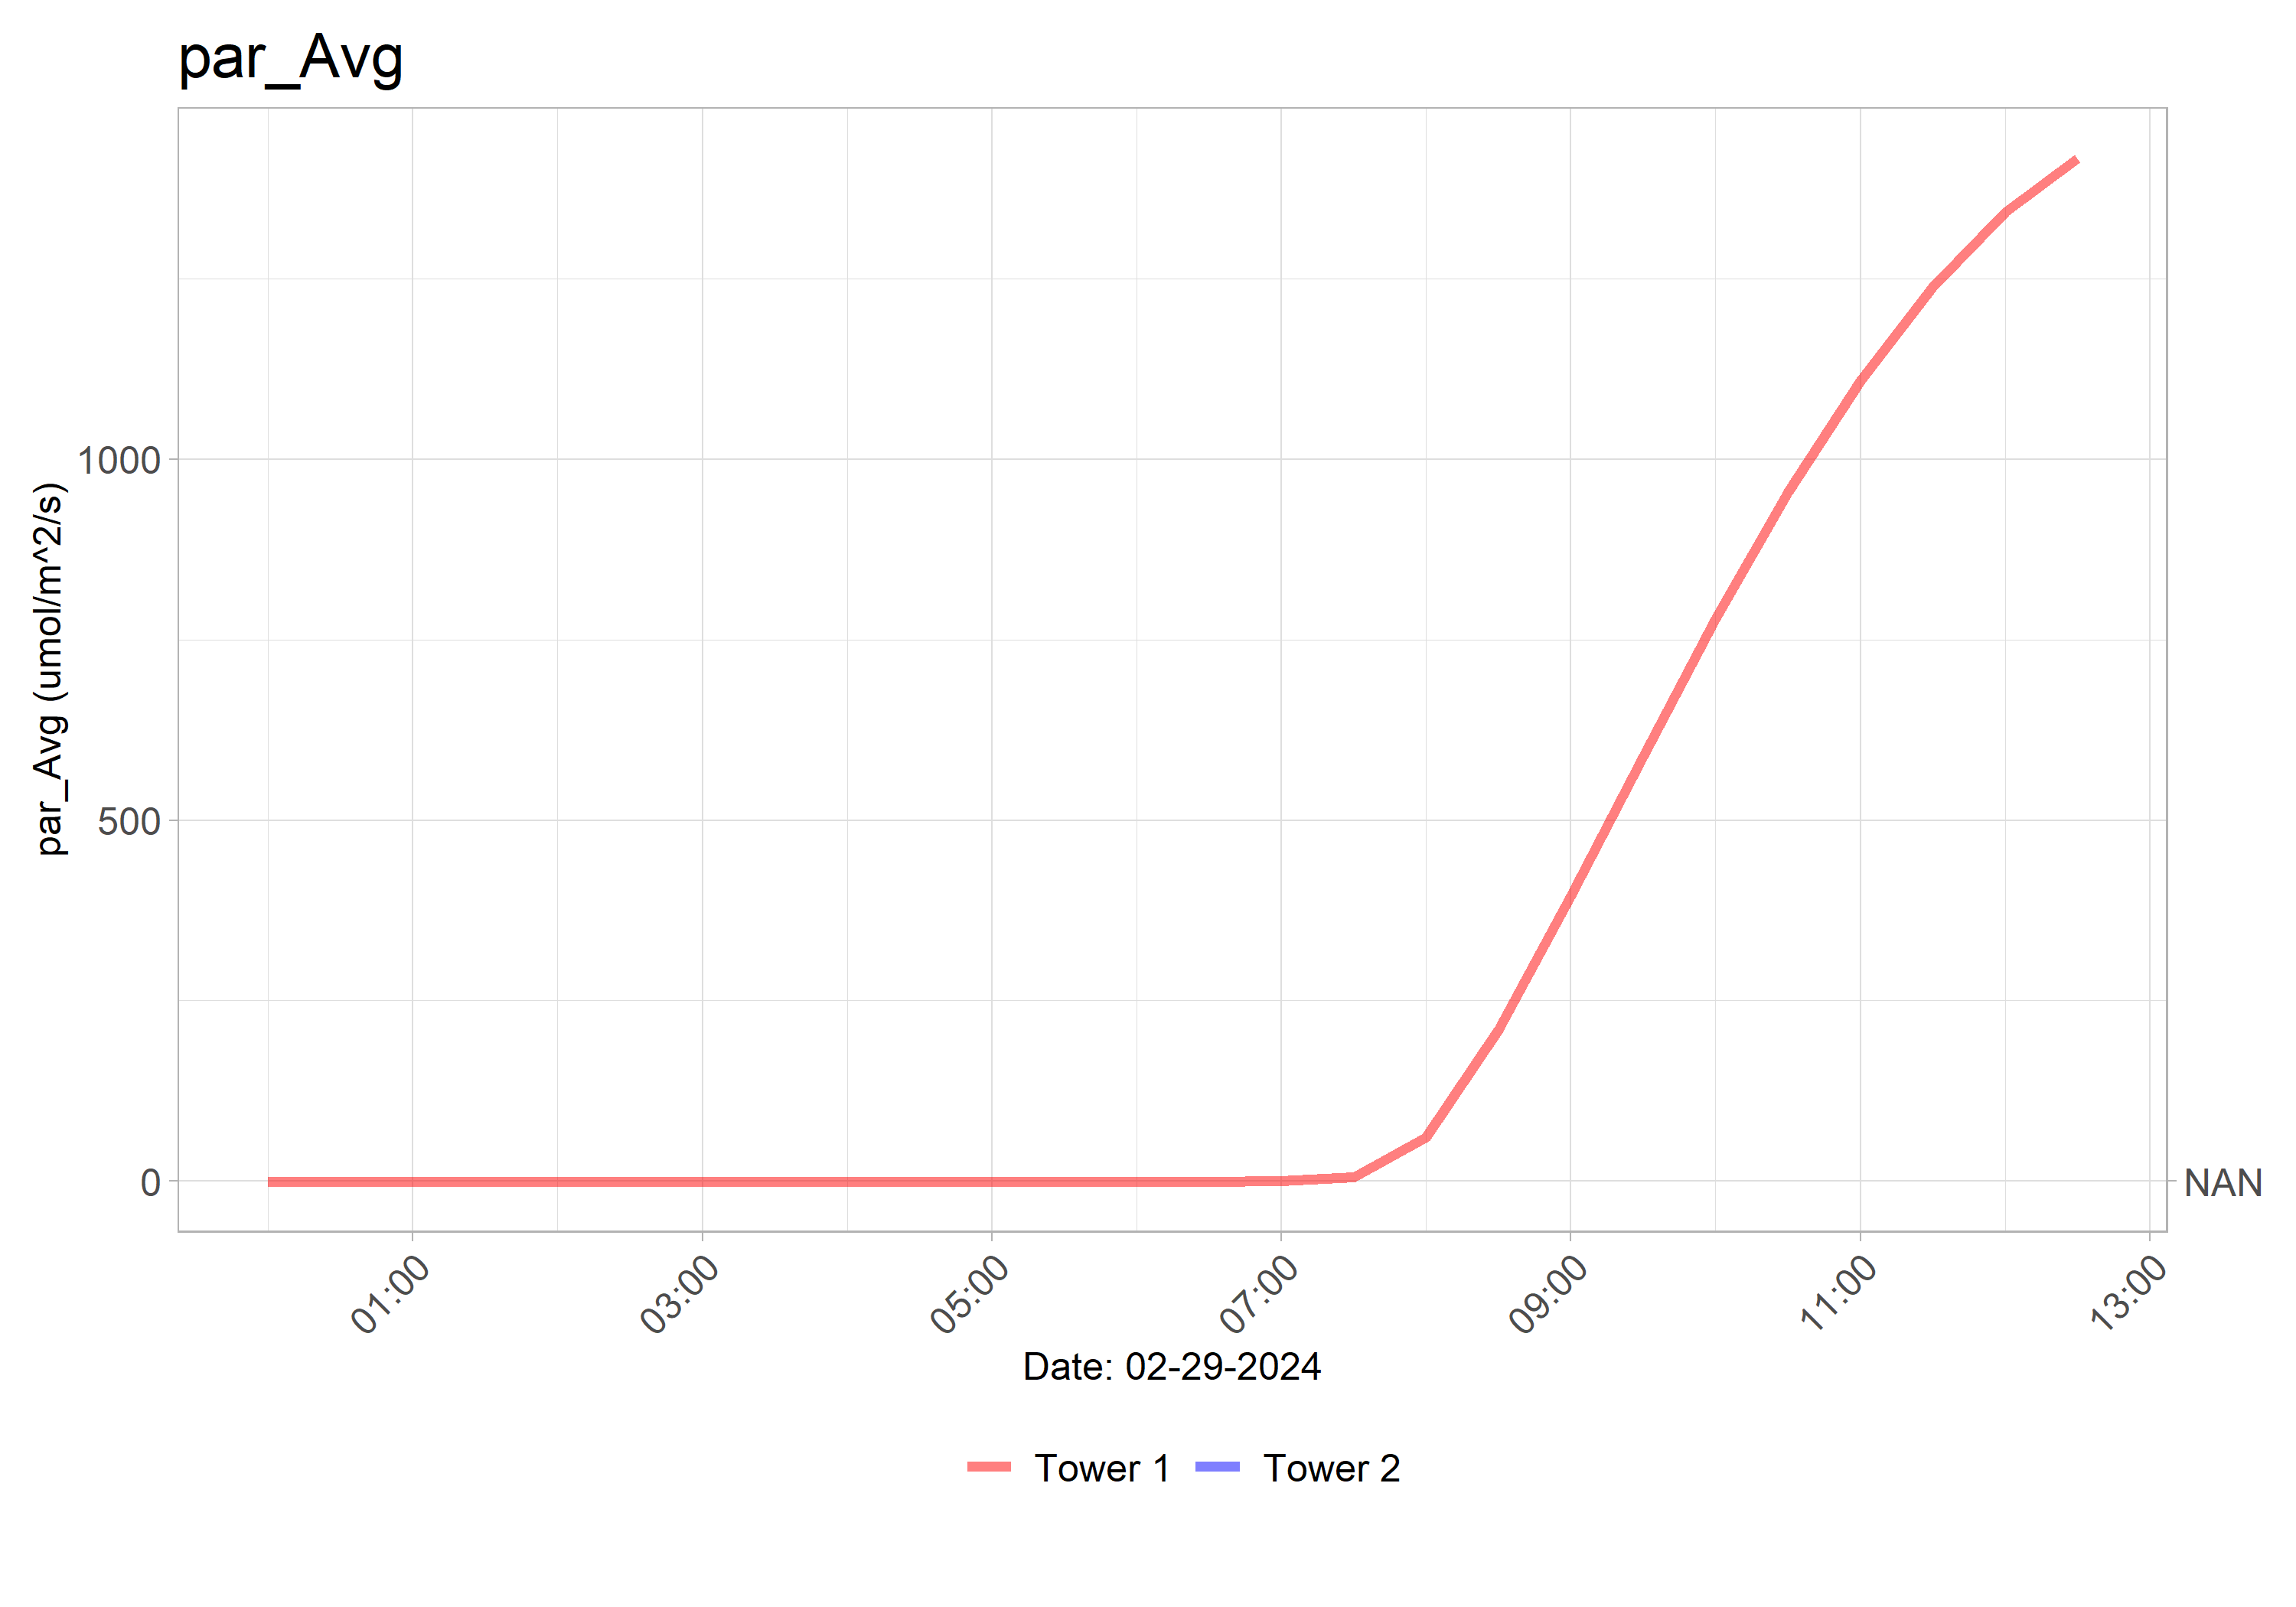 par_Avg
par_Avg (umol/m^2/s)
1000
500
0
NAN
01:00
03:00
05:00
07:00
09:00
11:00
13:00
Date: 02-29-2024
Tower 1
Tower 2